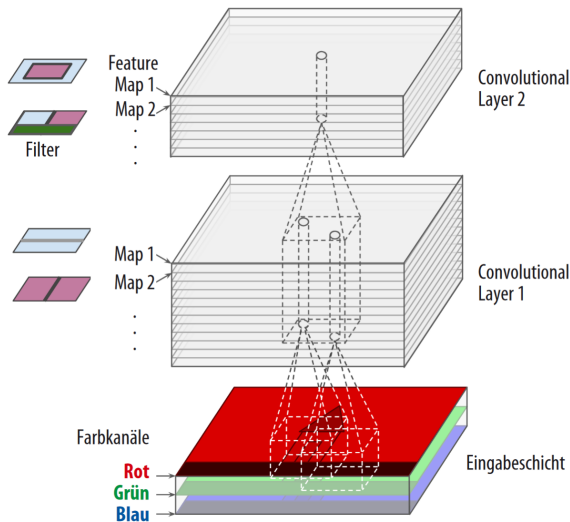 Feature
Map 1
Map 2
.
.
.
Filter
Convolutional
Layer 2
Map 1
Map 2
.
.
.
Convolutional
Layer 1
Farbkanäle
Rot
Grün
Blau
Eingabeschicht